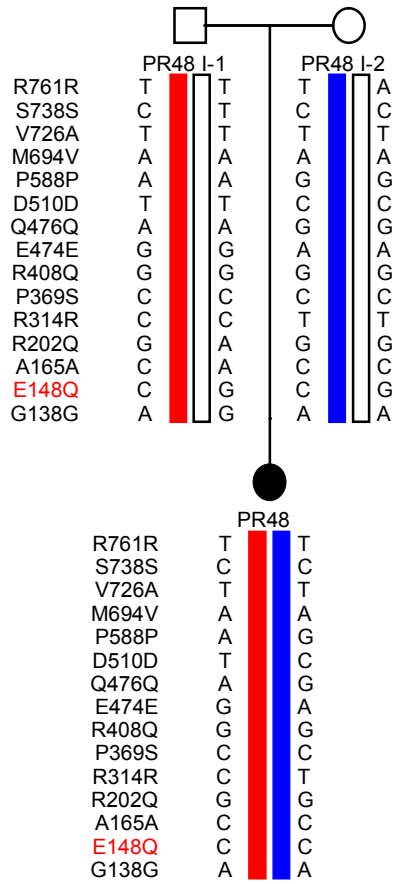 PR48 I-1 PR48 I-2
R761R T T T A
S738S C T C C
V726A T T T T
M694V A A A A
P588P A A G G
D510D T T C C
Q476Q A A G G
E474E G G A A
R408Q G G G G
P369S C C C C
R314R C C T T
R202Q G A G G
A165A C A C C
E148Q C G C G
G138G A G A A
PR48
R761R T T
S738S C C
V726A T T
M694V A A
P588P A G
D510D T C
Q476Q A G
E474E G A
R408Q G G
P369S C C
R314R C T
R202Q G G
A165A C C
E148Q C C
G138G A A